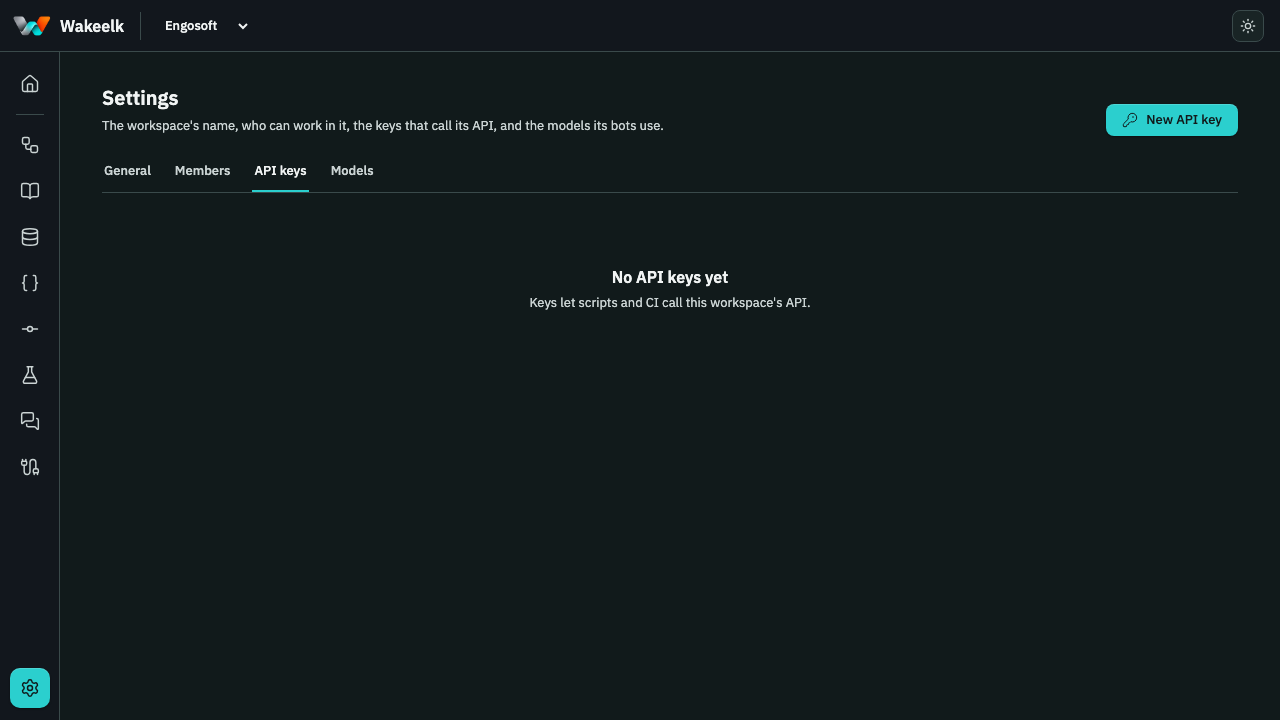 Wakeelk
Engosoft
Settings
The workspace's name, who can work in it, the keys that call its API, and the models its bots use.
New API key
General
Members
API keys
Models
No API keys yet
Keys let scripts and CI call this workspace's API.